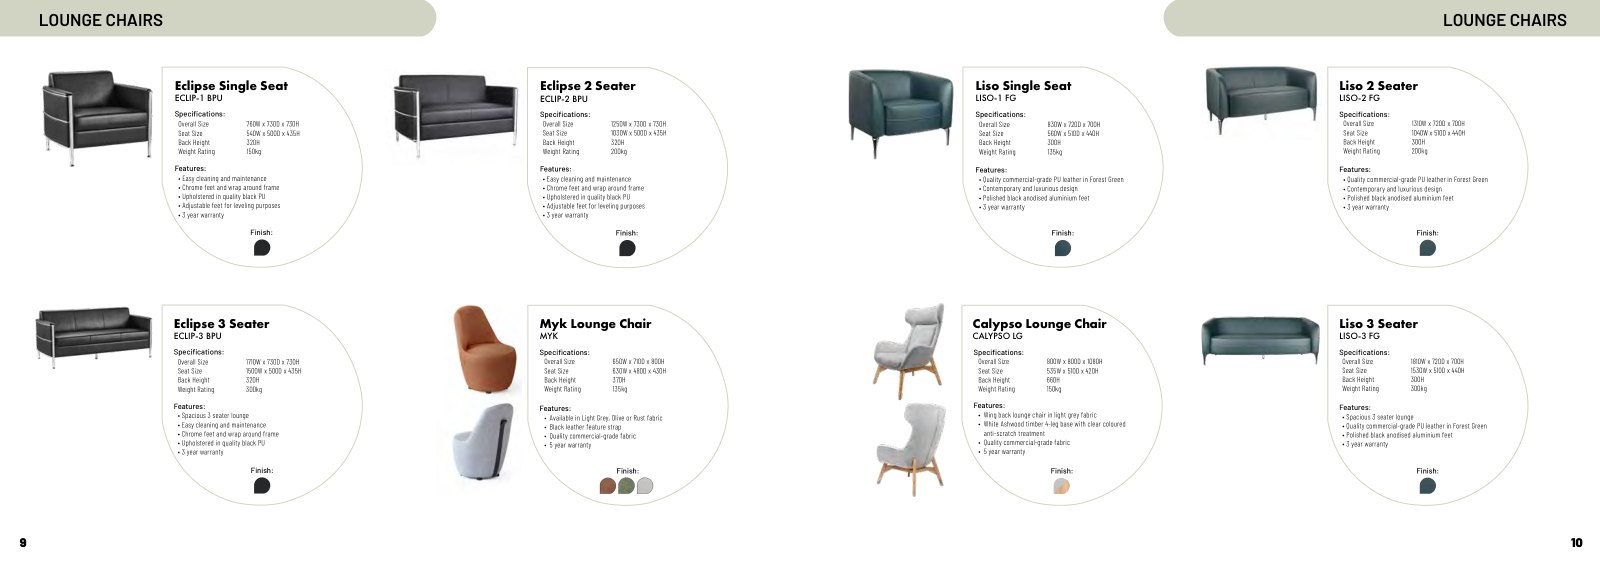 LOUNGE CHAIRS
LOUNGE CHAIRS
Eclipse Single Seat
ECLIP-1 BPU
Specifications:
Overall Size 760W x 730D x 730H
Seat Size 540W x 500D x 435H
Back Height 320H
Weight Rating 150kg
Features:
• Easy cleaning and maintenance
• Chrome feet and wrap around frame
• Upholstered in quality black PU
• Adjustable feet for leveling purposes
• 3 year warranty
Finish:
Eclipse 2 Seater
ECLIP-2 BPU
Specifications:
Overall Size 1250W x 730D x 730H
Seat Size 1030W x 500D x 435H
Back Height 320H
Weight Rating 200kg
Features:
• Easy cleaning and maintenance
• Chrome feet and wrap around frame
• Upholstered in quality black PU
• Adjustable feet for leveling purposes
• 3 year warranty
Finish:
Liso Single Seat
LISO-1 FG
Specifications:
Overall Size 830W x 720D x 700H
Seat Size 560W x 510D x 440H
Back Height 300H
Weight Rating 135kg
Features:
• Quality commercial-grade PU leather in Forest Green
• Contemporary and luxurious design
• Polished black anodised aluminium feet
• 3 year warranty
Finish:
Liso 2 Seater
LISO-2 FG
Specifications:
Overall Size 1310W x 720D x 700H
Seat Size 1040W x 510D x 440H
Back Height 300H
Weight Rating 200kg
Features:
• Quality commercial-grade PU leather in Forest Green
• Contemporary and luxurious design
• Polished black anodised aluminium feet
• 3 year warranty
Finish:
Eclipse 3 Seater
ECLIP-3 BPU
Specifications:
Overall Size 1710W x 730D x 730H
Seat Size 1500W x 500D x 435H
Back Height 320H
Weight Rating 300kg
Features:
• Spacious 3 seater lounge
• Easy cleaning and maintenance
• Chrome feet and wrap around frame
• Upholstered in quality black PU
• 3 year warranty
Finish:
Myk Lounge Chair
MYK
Specifications:
Overall Size 650W x 710D x 800H
Seat Size 630W x 480D x 430H
Back Height 370H
Weight Rating 135kg
Features:
• Available in Light Grey, Olive or Rust fabric
• Black leather feature strap
• Quality commercial-grade fabric
• 5 year warranty
Finish:
Calypso Lounge Chair
CALYPSO LG
Specifications:
Overall Size 800W x 800D x 1080H
Seat Size 535W x 510D x 420H
Back Height 660H
Weight Rating 150kg
Features:
• Wing back lounge chair in light grey fabric
• White Ashwood timber 4-leg base with clear coloured
anti-scratch treatment
• Quality commercial-grade fabric
• 5 year warranty
Finish:
Liso 3 Seater
LISO-3 FG
Specifications:
Overall Size 1810W x 720D x 700H
Seat Size 1530W x 510D x 440H
Back Height 300H
Weight Rating 300kg
Features:
• Spacious 3 seater lounge
• Quality commercial-grade PU leather in Forest Green
• Polished black anodised aluminium feet
• 3 year warranty
Finish:
9
10